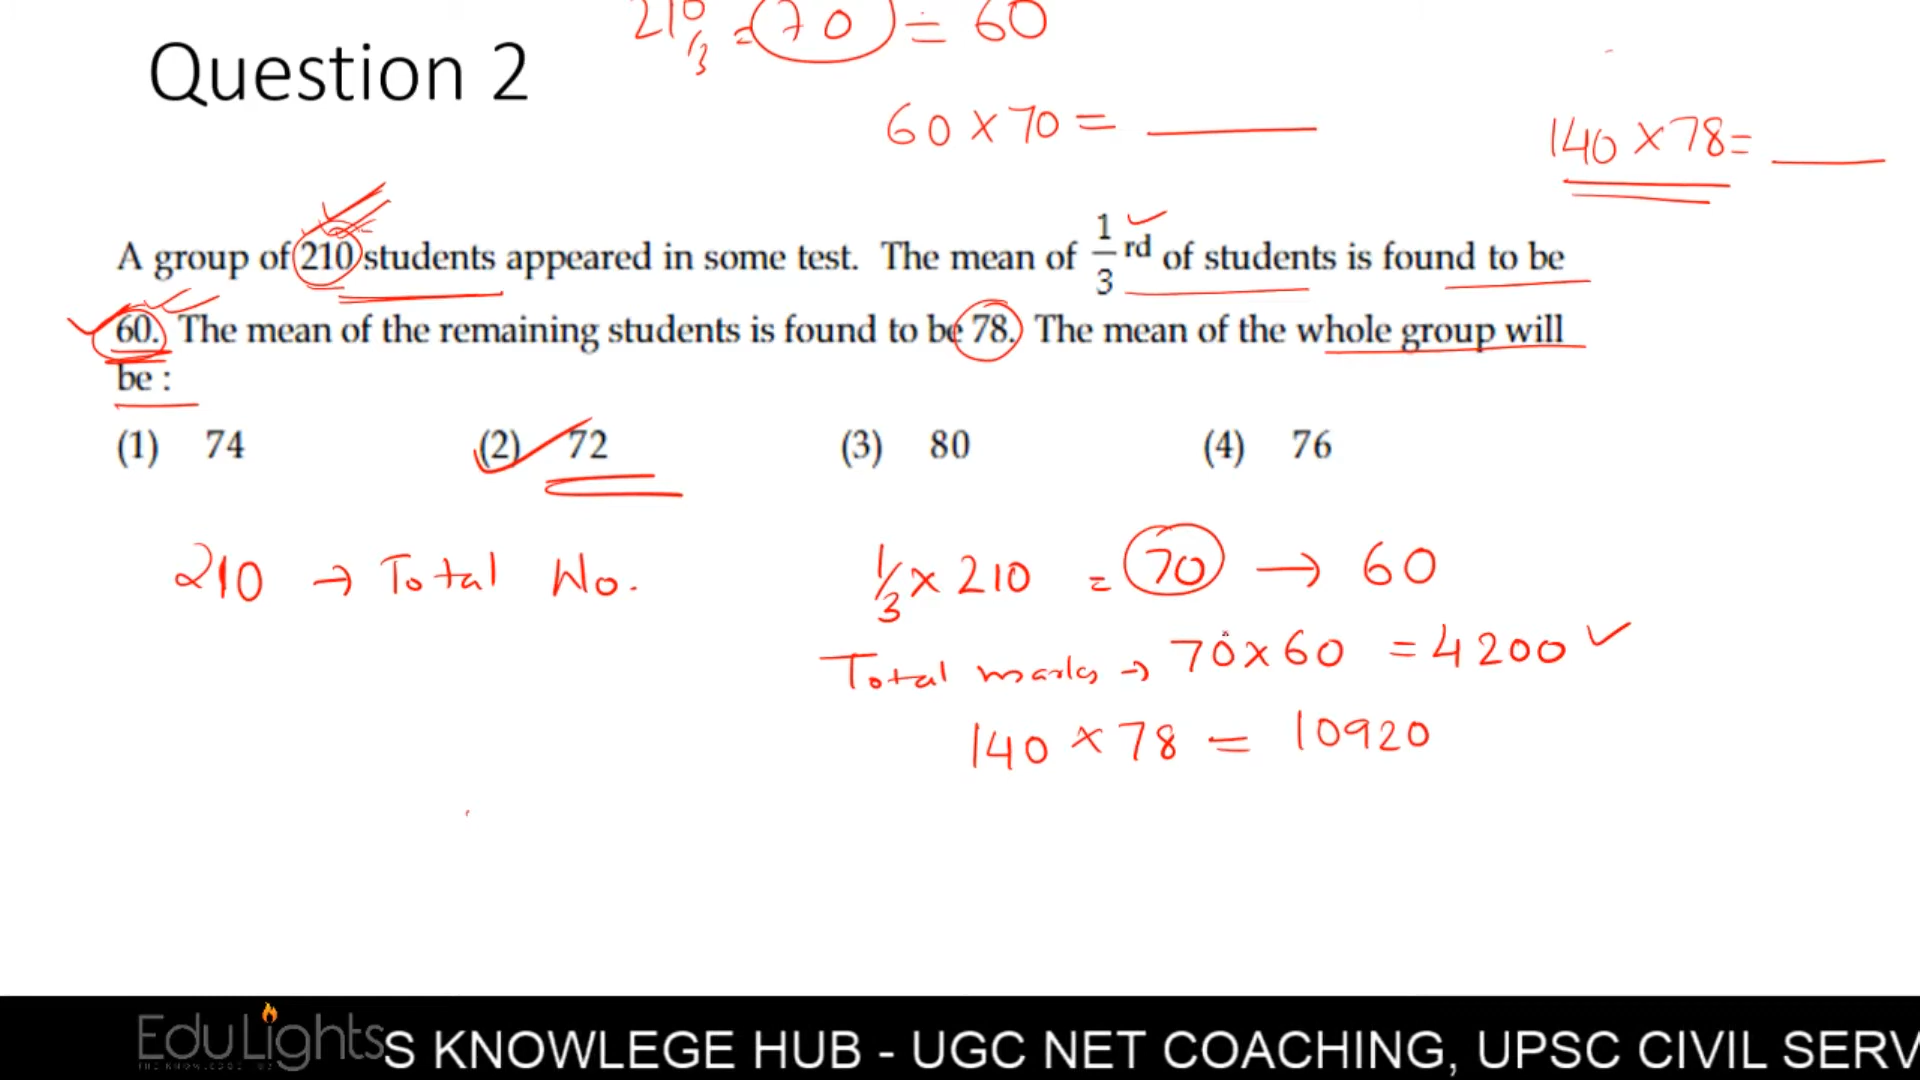 210/3 = 70 = 60
Question 2
60 x 70 =
140 x 78 =
A group of 210 students appeared in some test. The mean of 1/3 rd of students is found to be
60. The mean of the remaining students is found to be 78. The mean of the whole group will
be :
(1) 74 (2) 72 (3) 80 (4) 76
210 → Total No.
1/3 x 210 = 70 → 60
Total marks → 70 x 60 = 4200 ✓
140 x 78 = 10920
EduLights
S KNOWLEGE HUB - UGC NET COACHING, UPSC CIVIL SERV